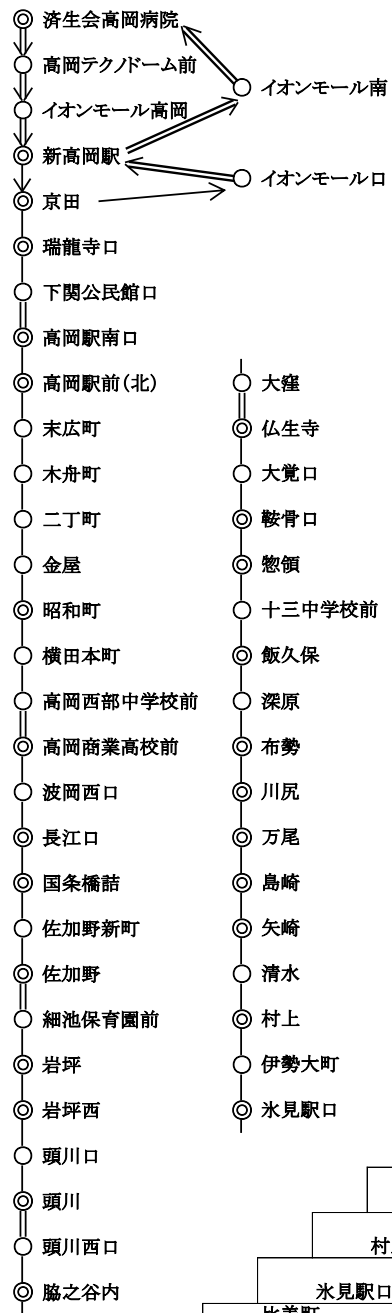 済生会高岡病院
高岡テクノドーム前
イオンモール南
イオンモール高岡
新高岡駅
イオンモール口
京田
瑞龍寺口
下関公民館口
高岡駅南口
高岡駅前(北)
末広町
木舟町
二丁町
金屋
昭和町
横田本町
高岡西部中学校前
高岡商業高校前
波岡西口
長江口
国条橋詰
佐加野新町
佐加野
細池保育園前
岩坪
岩坪西
頭川口
頭川
頭川西口
脇之谷内
大窪
仏生寺
大覚口
鞍骨口
惣領
十三中学校前
飯久保
深原
布勢
川尻
万尾
島崎
矢崎
清水
村上
伊勢大町
氷見駅口
村
氷見駅口
比美町